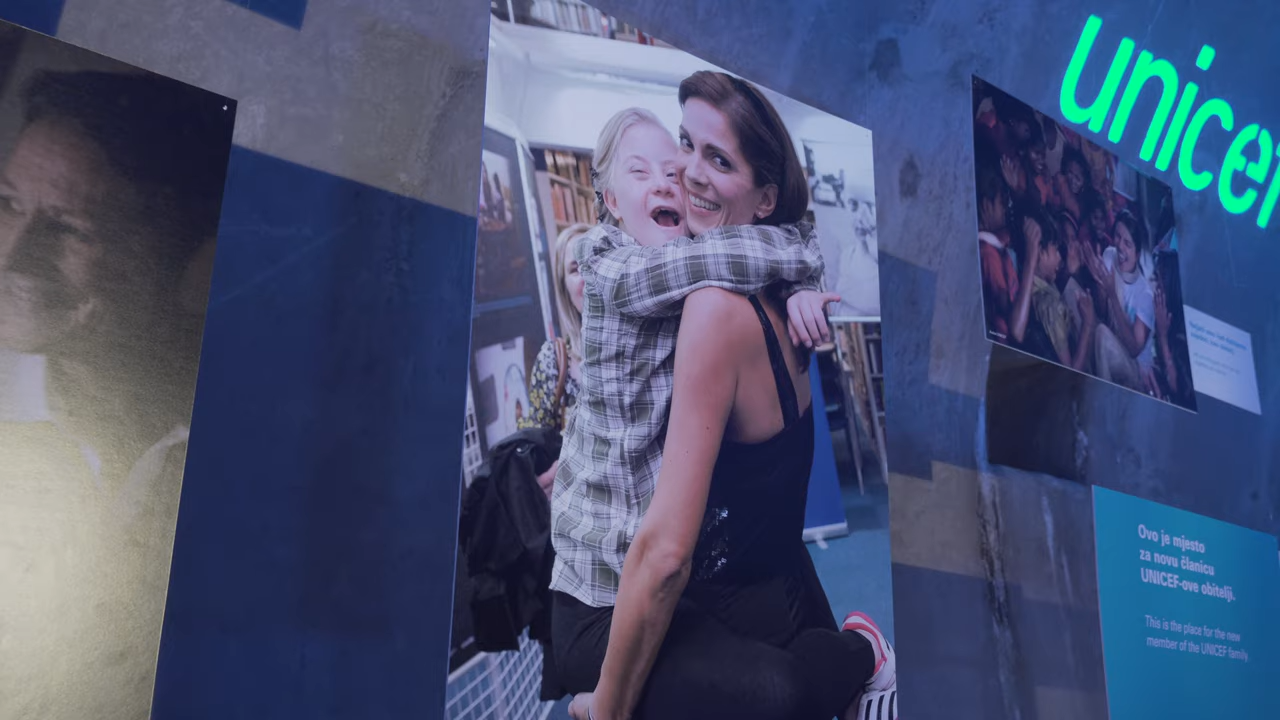 unicef
Ovo je mjesto
za novu članicu
UNICEF-ove obitelji.
This is the place for the new
member of the UNICEF family.